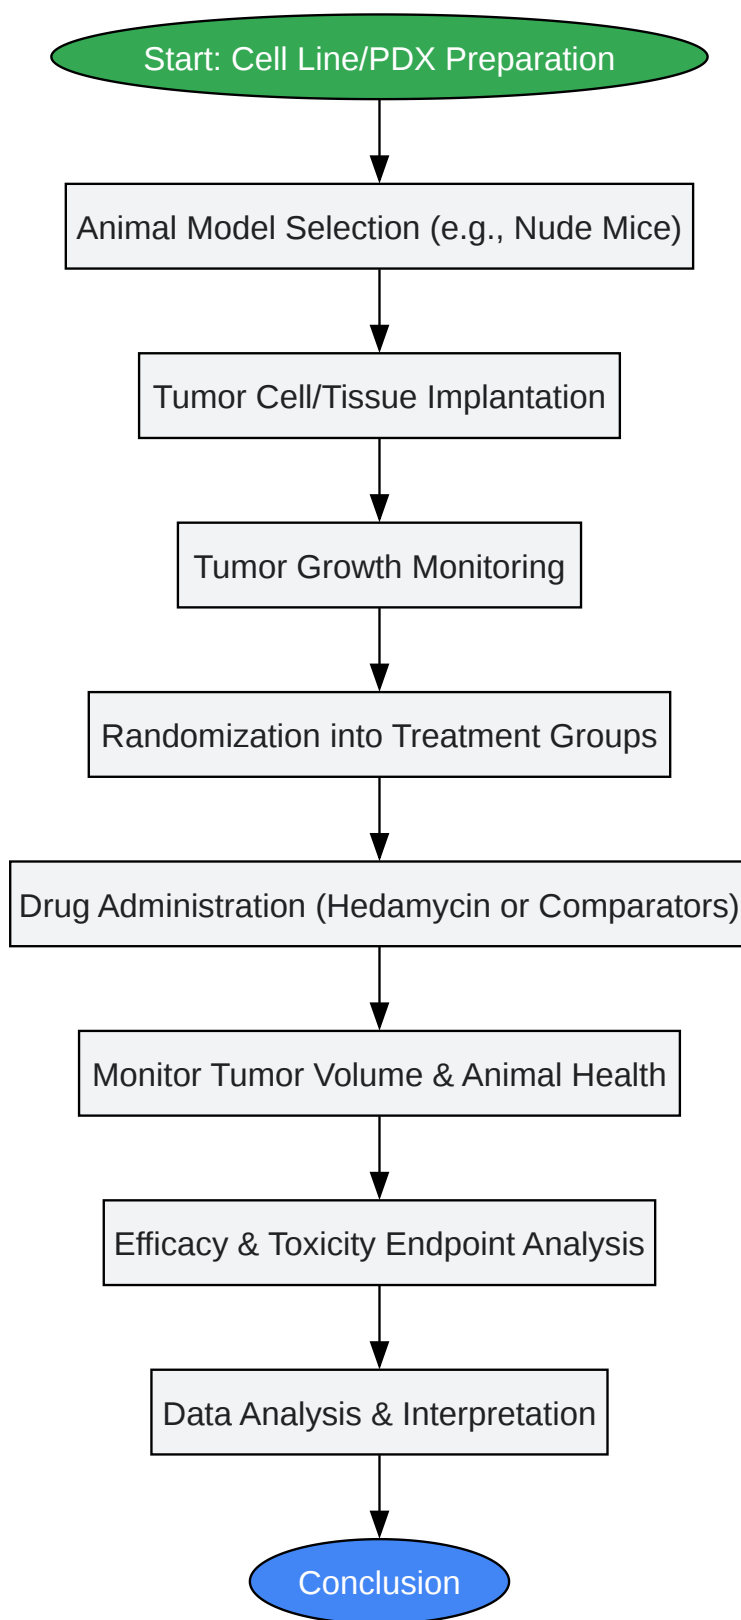 Start: Cell Line/PDX Preparation
Animal Model Selection (e.g., Nude Mice)
Tumor Cell/Tissue Implantation
Tumor Growth Monitoring
Randomization into Treatment Groups
Drug Administration (Hedamycin or Comparators)
Monitor Tumor Volume & Animal Health
Efficacy & Toxicity Endpoint Analysis
Data Analysis & Interpretation
Conclusion